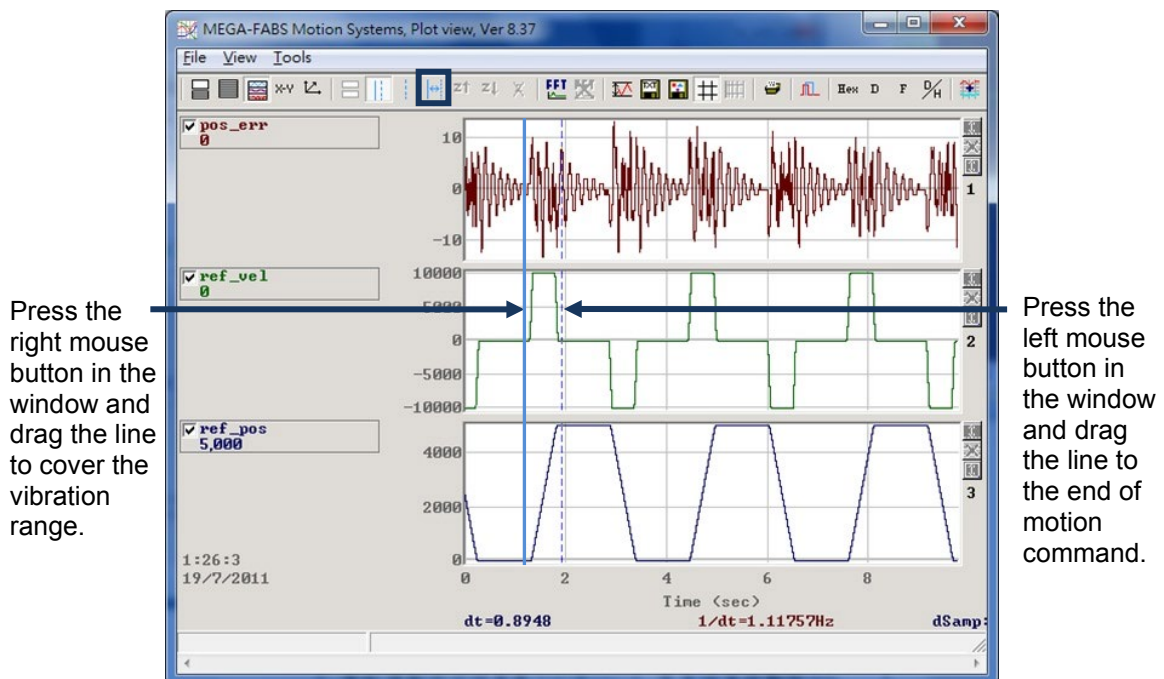 MEGA-FABS Motion Systems, Plot view, Ver 8.37
File View Tools
X-Y
z↑ z↓
FFT
TXT
Hex D F D/H
pos_err
0
10
0
-10
1
ref_vel
0
10000
5000
0
-5000
-10000
2
ref_pos
5,000
4000
2000
0
3
1:26:3
19/7/2011
0 2 4 6 8
Time (sec)
dt=0.8948 1/dt=1.11757Hz dSamp:
Press the
right mouse
button in the
window and
drag the line
to cover the
vibration
range.
Press the
left mouse
button in
the window
and drag
the line to
the end of
motion
command.